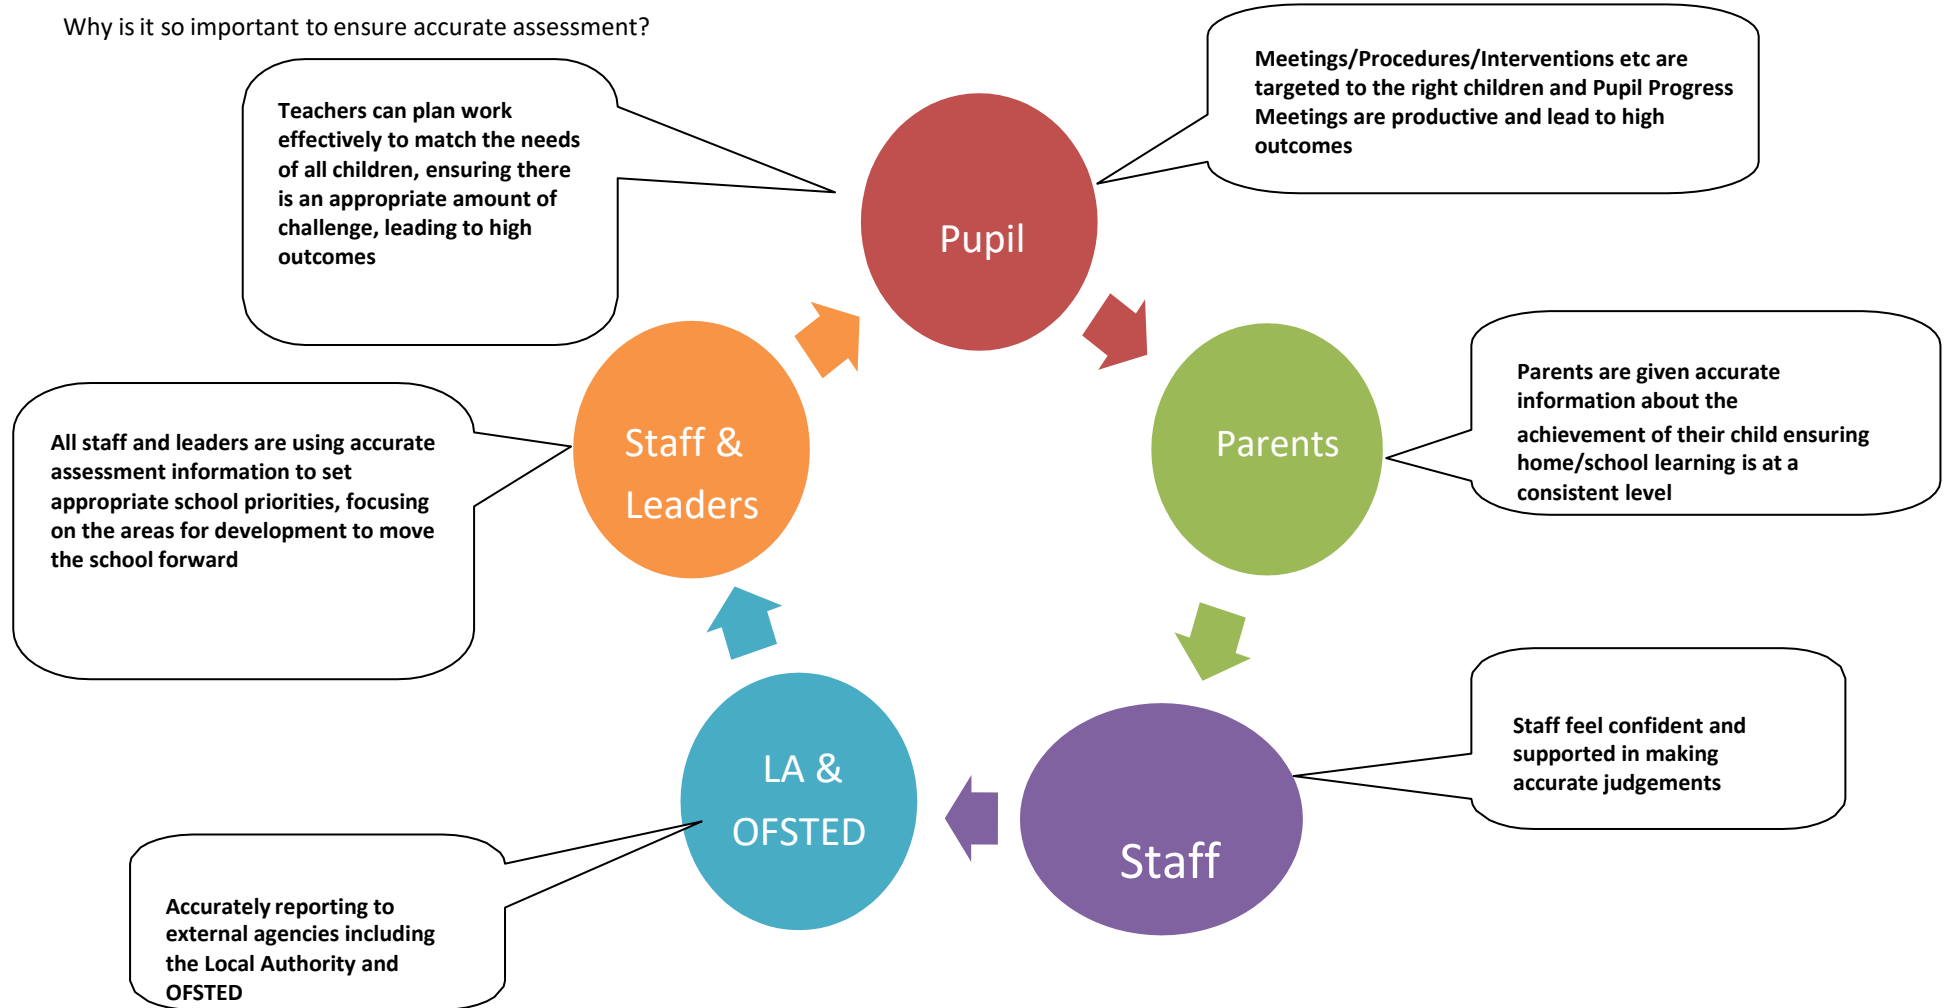 Why is it so important to ensure accurate assessment?
Meetings/Procedures/Interventions etc are
targeted to the right children and Pupil Progress
Meetings are productive and lead to high
outcomes
Teachers can plan work
effectively to match the needs
of all children, ensuring there
is an appropriate amount of
challenge, leading to high
outcomes
Pupil
Parents are given accurate
information about the
achievement of their child ensuring
home/school learning is at a
consistent level
Parents
Staff &
Leaders
All staff and leaders are using accurate
assessment information to set
appropriate school priorities, focusing
on the areas for development to move
the school forward
Staff feel confident and
supported in making
accurate judgements
LA &
OFSTED
Staff
Accurately reporting to
external agencies including
the Local Authority and
OFSTED